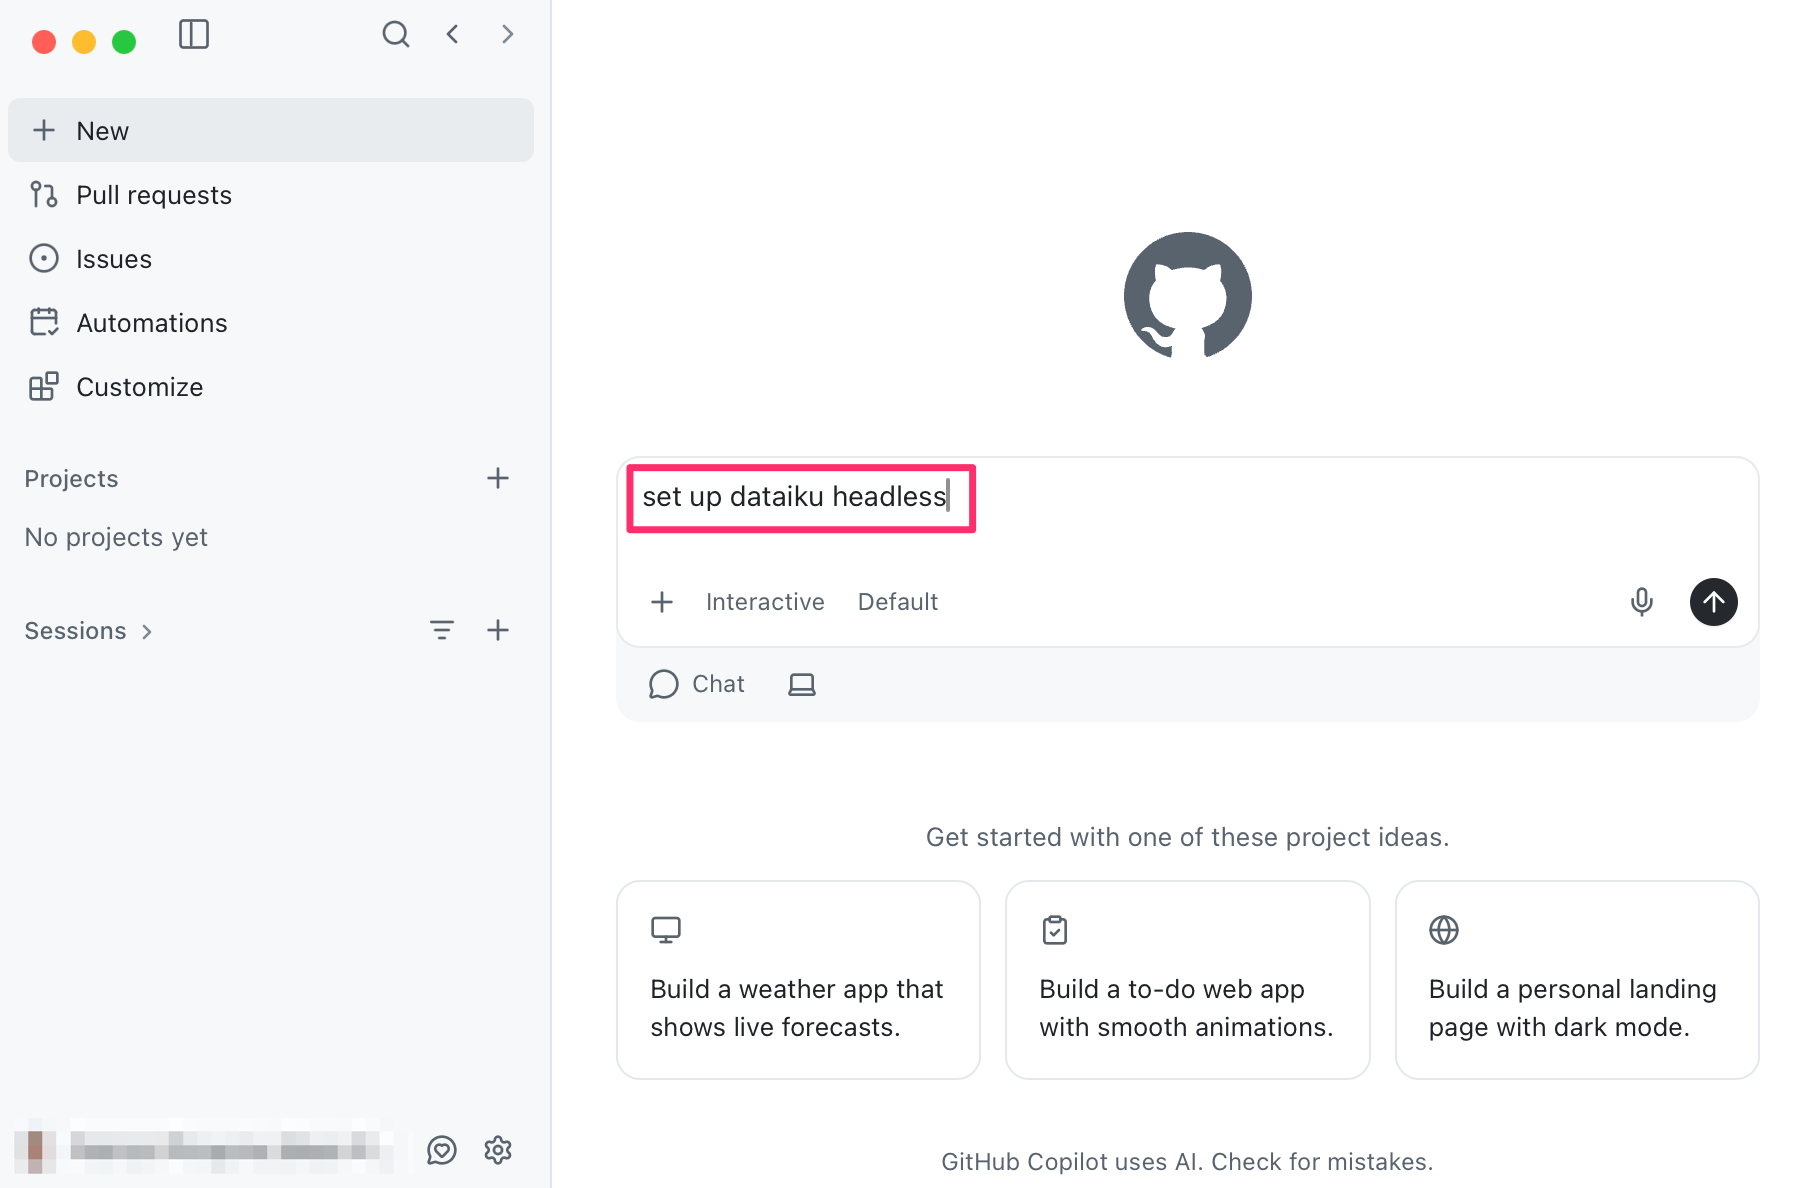 New
Pull requests
Issues
Automations
Customize
Projects
No projects yet
Sessions
set up dataiku headless
Interactive
Default
Chat
Get started with one of these project ideas.
Build a weather app that
shows live forecasts.
Build a to-do web app
with smooth animations.
Build a personal landing
page with dark mode.
GitHub Copilot uses AI. Check for mistakes.